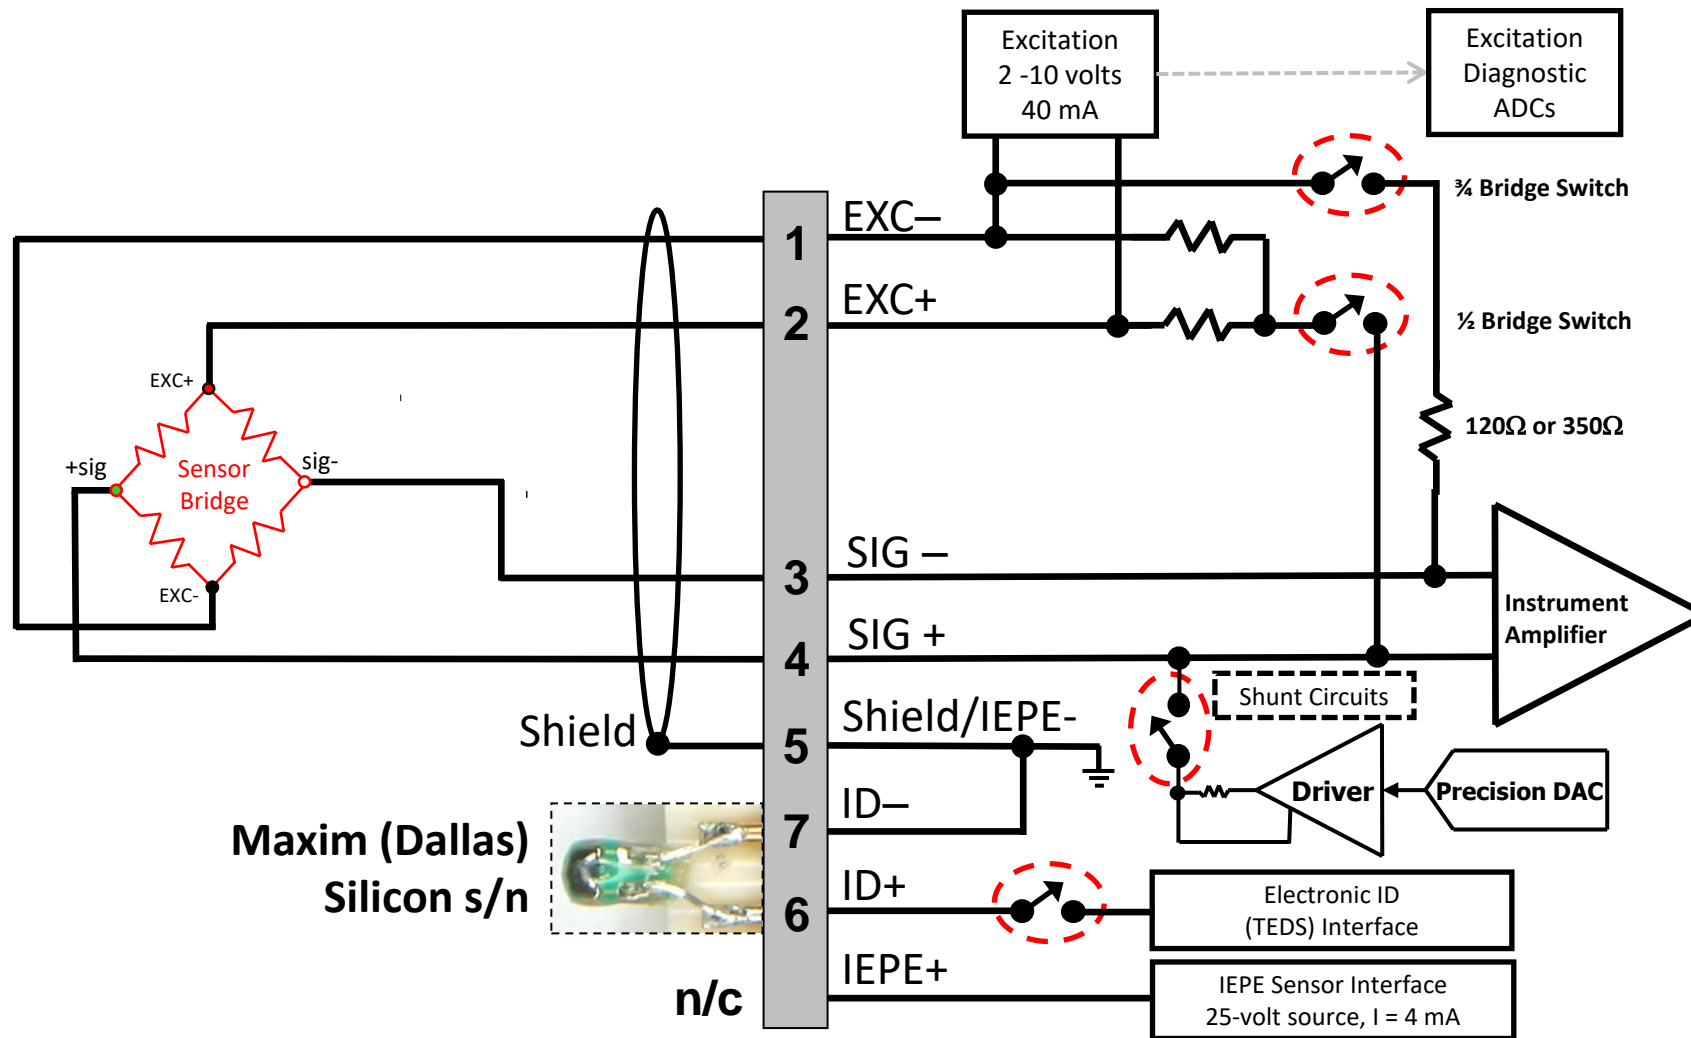 Excitation
2 -10 volts
40 mA
Excitation
Diagnostic
ADCs
¾ Bridge Switch
EXC–
1
EXC+
2
½ Bridge Switch
EXC+
120Ω or 350Ω
+sig
Sensor
Bridge
sig-
EXC-
SIG –
3
Instrument
Amplifier
SIG +
4
Shunt Circuits
Shield
Shield/IEPE-
5
Driver
Precision DAC
ID–
7
Maxim (Dallas)
Silicon s/n
ID+
6
Electronic ID
(TEDS) Interface
IEPE+
n/c
IEPE Sensor Interface
25-volt source, I = 4 mA